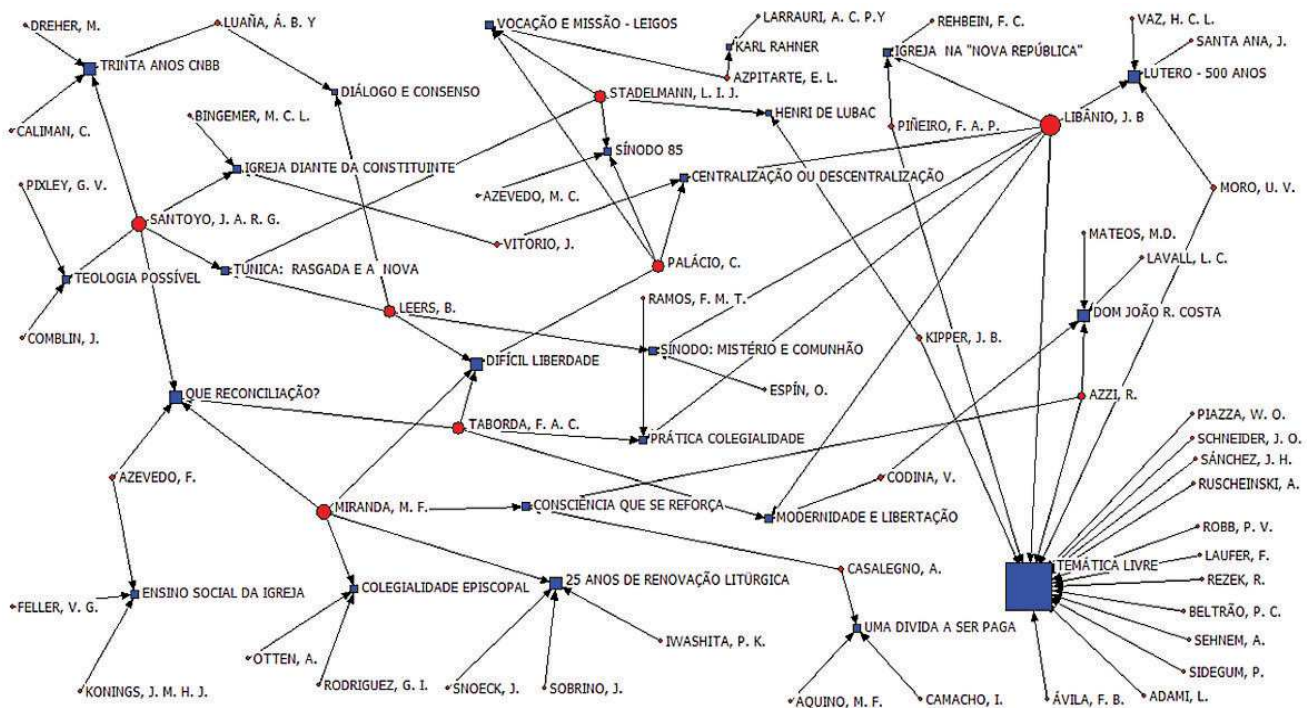 DREHER, M.
LUAÑA, Á. B. Y
VOCAÇÃO E MISSÃO - LEIGOS
LARRAURI, A. C. P.Y
REHBEIN, F. C.
VAZ, H. C. L.
KARL RAHNER
IGREJA NA "NOVA REPÚBLICA"
SANTA ANA, J.
TRINTA ANOS CNBB
AZPITARTE, E. L.
LUTERO - 500 ANOS
DIÁLOGO E CONSENSO
STADELMANN, L. I. J.
HENRI DE LUBAC
BINGEMER, M. C. L.
PIÑEIRO, F. A. P.
LIBÂNIO, J. B
CALIMAN, C.
SÍNODO 85
IGREJA DIANTE DA CONSTITUINTE
CENTRALIZAÇÃO OU DESCENTRALIZAÇÃO
PIXLEY, G. V.
AZEVEDO, M. C.
MORO, U. V.
SANTOYO, J. A. R. G.
MATEOS, M.D.
VITÓRIO, J.
LAVALL, L. C.
PALÁCIO, C.
TÚNICA: RASGADA E A NOVA
TEOLOGIA POSSÍVEL
RAMOS, F. M. T.
LEERS, B.
DOM JOÃO R. COSTA
COMBLIN, J.
KIPPER, J. B.
SÍNODO: MISTÉRIO E COMUNHÃO
DIFÍCIL LIBERDADE
ESPÍN, O.
QUE RECONCILIAÇÃO?
AZZI, R.
PIAZZA, W. O.
TABORDA, F. A. C.
PRÁTICA COLEGIALIDADE
SCHNEIDER, J. O.
SÁNCHEZ, J. H.
AZEVEDO, F.
CODINA, V.
RUSCHEINSKI, A.
MIRANDA, M. F.
CONSCIÊNCIA QUE SE REFORÇA
MODERNIDADE E LIBERTAÇÃO
ROBB, P. V.
LAUFER, F.
TEMÁTICA LIVRE
CASALEGNO, A.
REZEK, R.
25 ANOS DE RENOVAÇÃO LITÚRGICA
COLEGIALIDADE EPISCOPAL
ENSINO SOCIAL DA IGREJA
FELLER, V. G.
BELTRÃO, P. C.
UMA DIVIDA A SER PAGA
IWASHITA, P. K.
SEHNEM, A.
OTTEN, A.
SIDEGUM, P.
RODRIGUEZ, G. I.
SNOECK, J.
SOBRINO, J.
KONINGS, J. M. H. J.
AQUINO, M. F.
CAMACHO, I.
ÁVILA, F. B.
ADAMI, L.